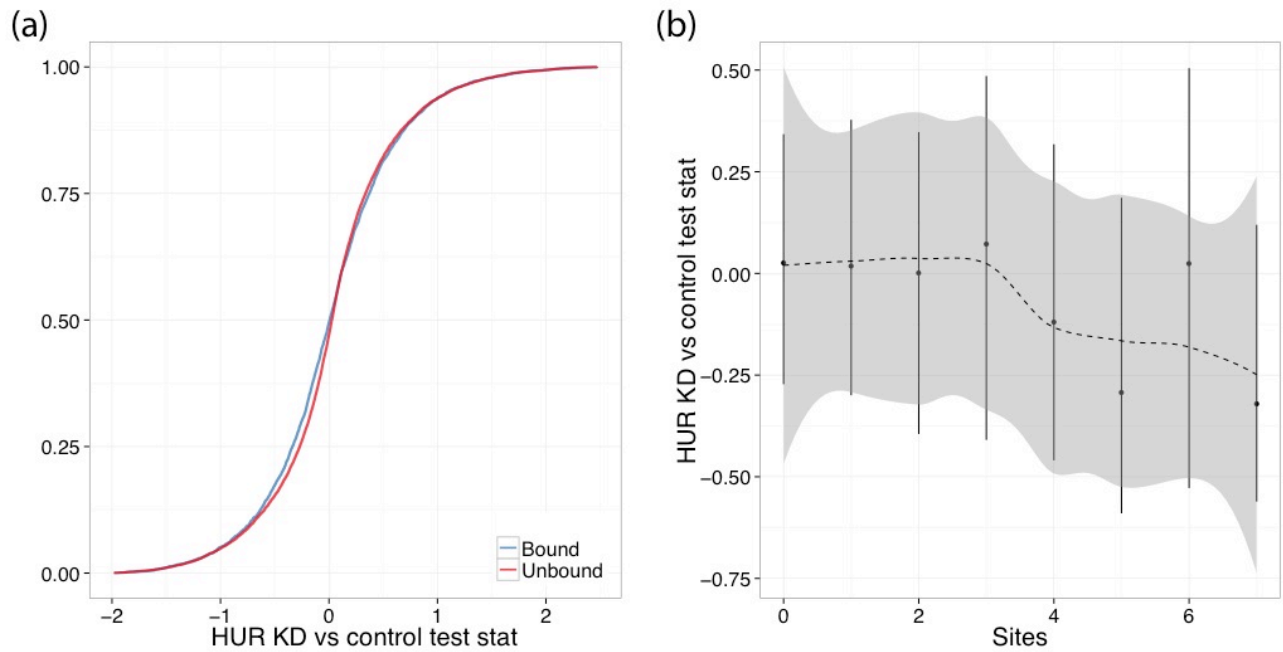 (a)
1.00
0.75
0.50
0.25
0.00
Bound
Unbound
−2 −1 0 1 2
HUR KD vs control test stat
(b)
HUR KD vs control test stat
0.50
0.25
0.00
−0.25
−0.50
−0.75
0 2 4 6
Sites